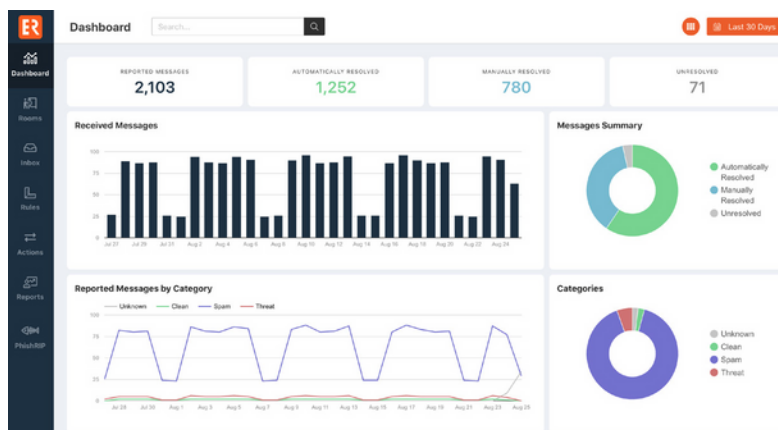 ER
Dashboard
Search...
Last 30 Days
Dashboard
Rooms
Inbox
Rules
Actions
Reports
PhishRIP
REPORTED MESSAGES
2,103
AUTOMATICALLY RESOLVED
1,252
MANUALLY RESOLVED
780
UNRESOLVED
71
Received Messages
100
75
50
25
0
Jul 27 Jul 29 Jul 31 Aug 2 Aug 4 Aug 6 Aug 8 Aug 10 Aug 12 Aug 14 Aug 16 Aug 18 Aug 20 Aug 22 Aug 24
Messages Summary
Automatically
Resolved
Manually
Resolved
Unresolved
Reported Messages by Category
Unknown Clean Spam Threat
100
75
50
25
0
Jul 28 Jul 30 Aug 1 Aug 3 Aug 5 Aug 7 Aug 9 Aug 11 Aug 13 Aug 15 Aug 17 Aug 19 Aug 21 Aug 23 Aug 25
Categories
Unknown
Clean
Spam
Threat